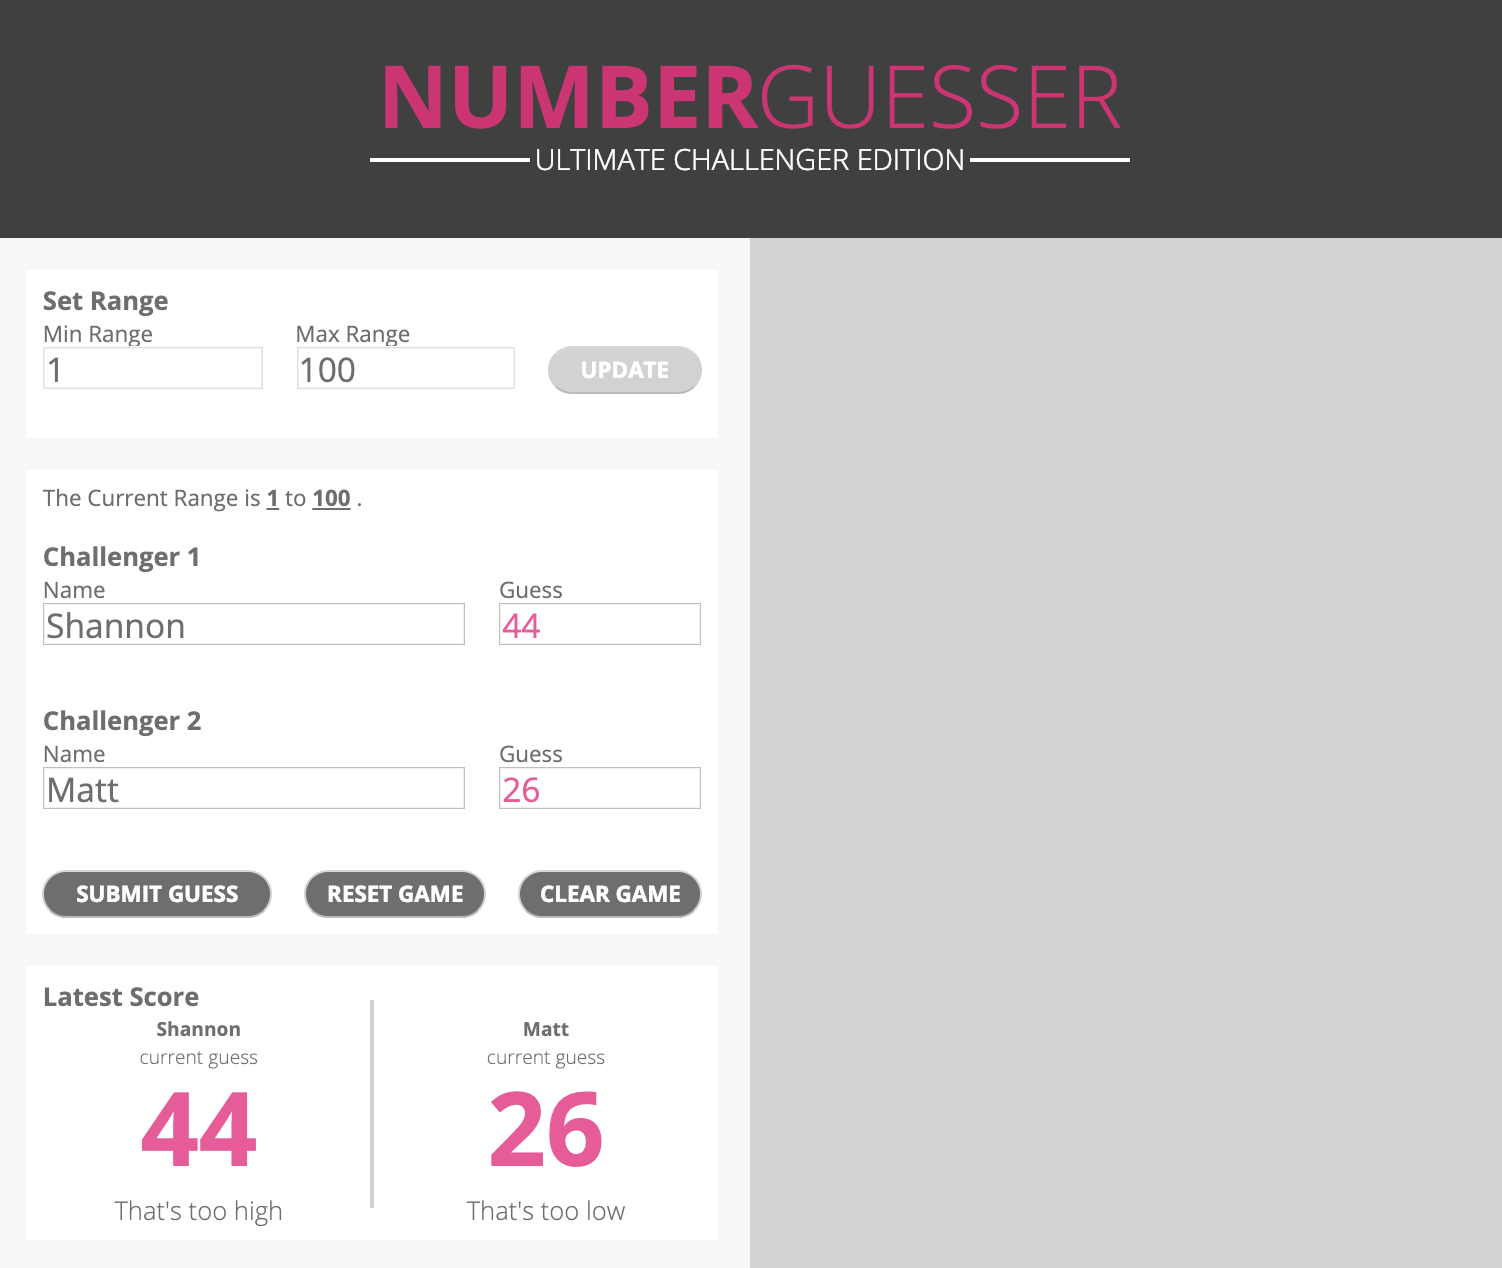 NUMBERGUESSER
ULTIMATE CHALLENGER EDITION
Set Range
Min Range Max Range
1 100 UPDATE
The Current Range is 1 to 100 .
Challenger 1
Name Guess
Shannon 44
Challenger 2
Name Guess
Matt 26
SUBMIT GUESS RESET GAME CLEAR GAME
Latest Score
Shannon Matt
current guess current guess
44 26
That's too high That's too low